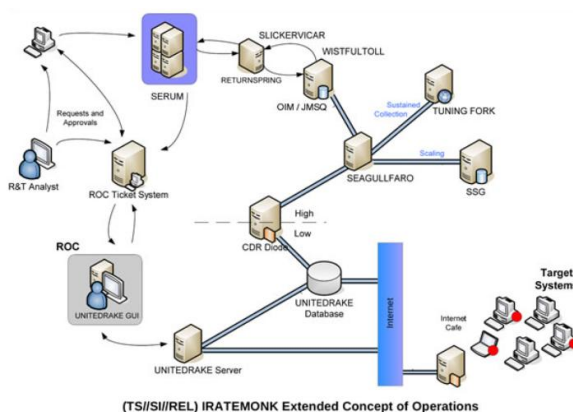 SLICKERVICAR
WISTFULTOLL
SERUM
RETURNSPRING
OIM / JMSQ
Sustained
Collection
TUNING FORK
Requests and
Approvals
R&T Analyst
ROC Ticket System
SEAGULLFARO
Scaling
SSG
High
Low
CDR Diode
ROC
UNITEDRAKE GUI
UNITEDRAKE
Database
Internet
Target
System
Internet
Cafe
UNITEDRAKE Server
(TS//SI//REL) IRATEMONK Extended Concept of Operations